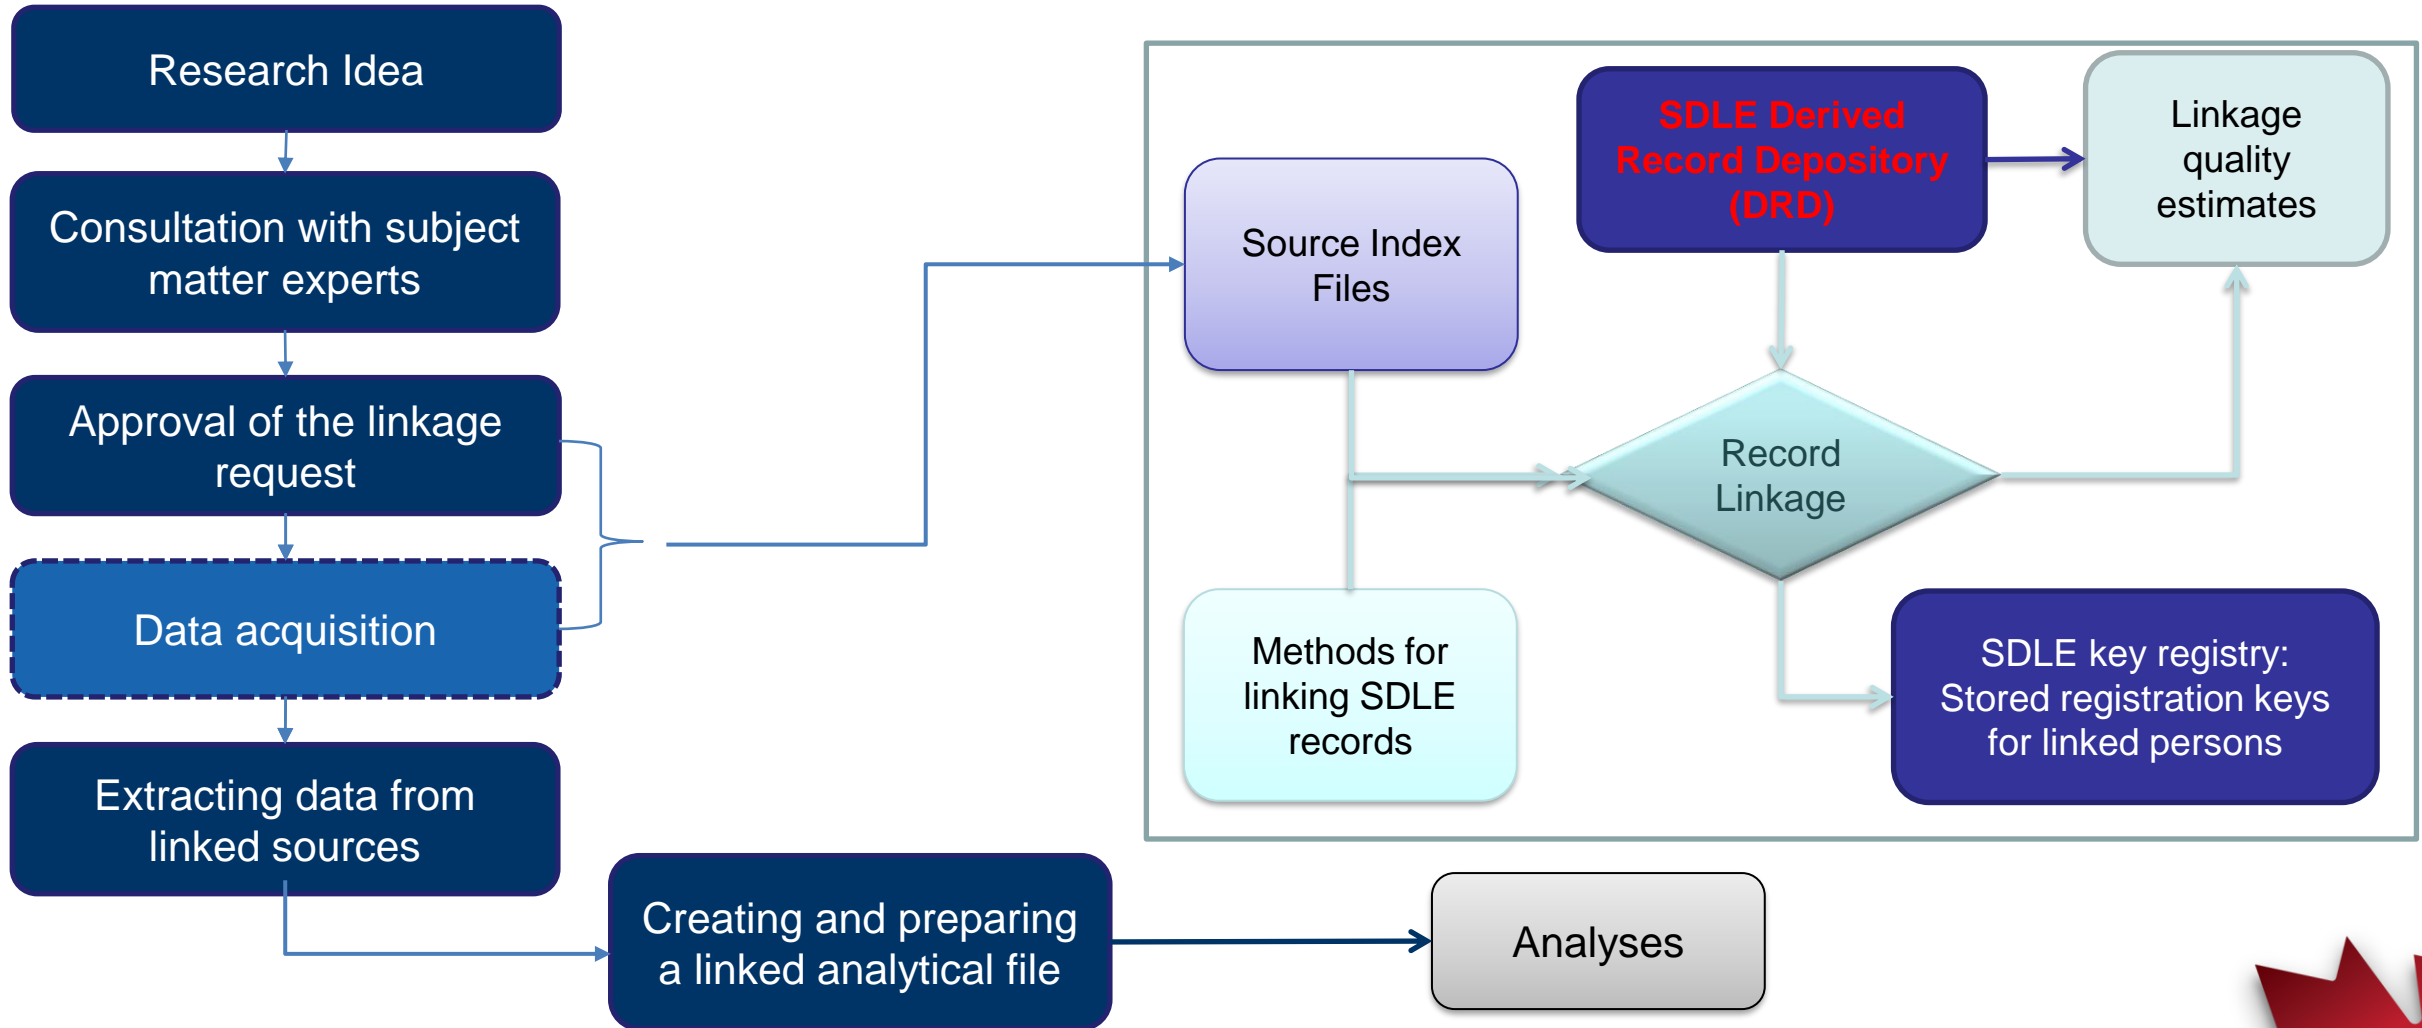 Research Idea
Consultation with subject
matter experts
Approval of the linkage
request
Data acquisition
Extracting data from
linked sources
Creating and preparing
a linked analytical file
Analyses
Source Index
Files
SDLE Derived
Record Depository
(DRD)
Linkage
quality
estimates
Record
Linkage
Methods for
linking SDLE
records
SDLE key registry:
Stored registration keys
for linked persons